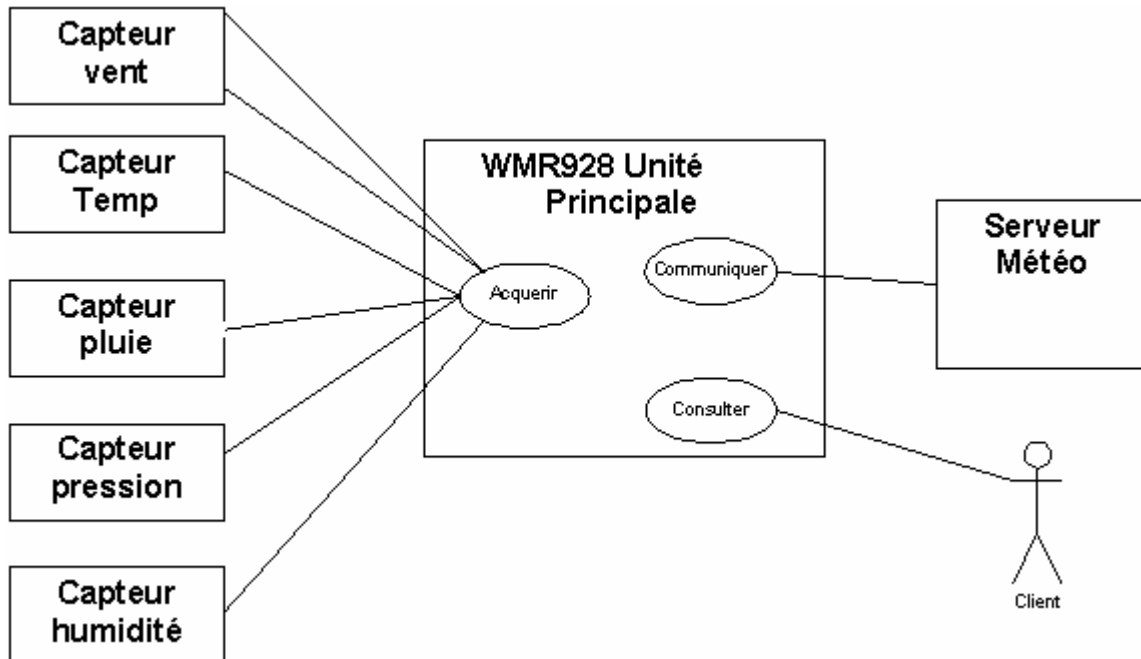 Capteur
vent
Capteur
Temp
Capteur
pluie
Capteur
pression
Capteur
humidité
WMR928 Unité
Principale
Acquerir
Communiquer
Consulter
Serveur
Météo
Client